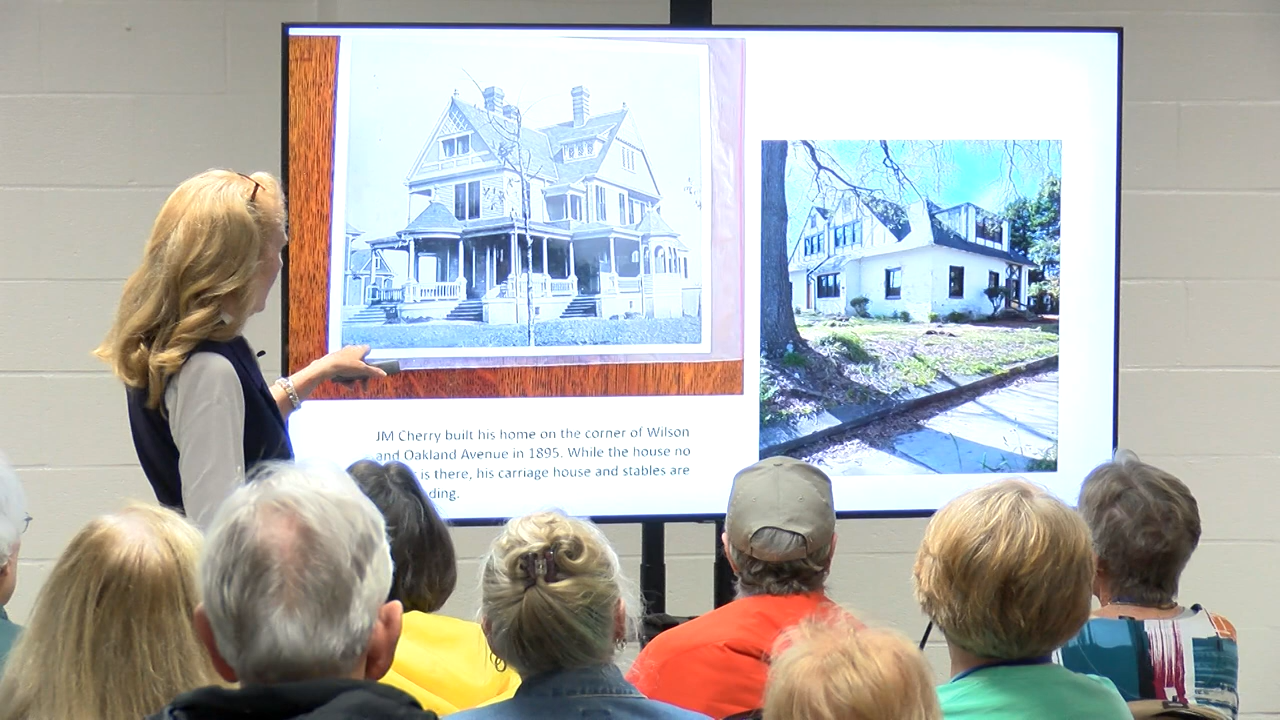 JM Cherry built his home on the corner of Wilson
and Oakland Avenue in 1895. While the house no
is there, his carriage house and stables are
ding.